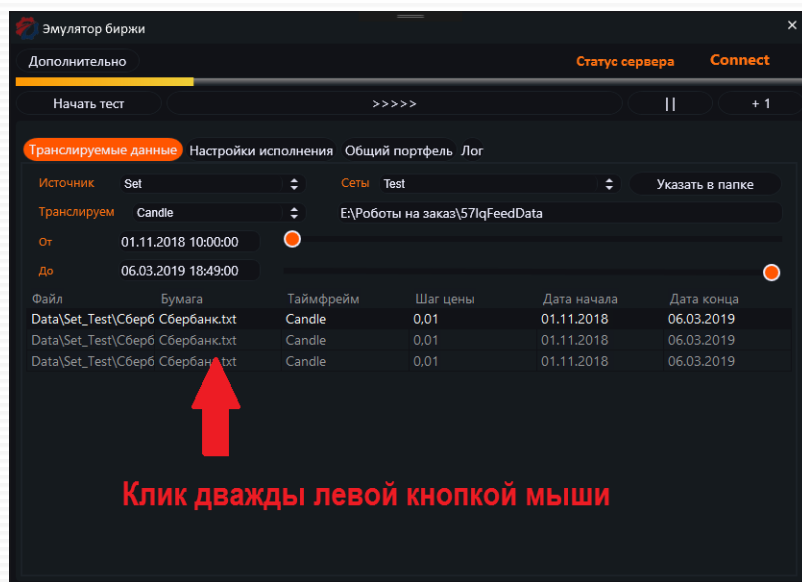 Эмулятор биржи ×
Дополнительно Статус сервера Connect
Начать тест >>>>> || + 1
Транслируемые данные Настройки исполнения Общий портфель Лог
Источник Set Сеты Test Указать в папке
Транслируем Candle E:\Роботы на заказ\57IqFeedData
От 01.11.2018 10:00:00
До 06.03.2019 18:49:00
Файл Бумага Таймфрейм Шаг цены Дата начала Дата конца
Data\Set_Test\Сберб Сбербанк.txt Candle 0,01 01.11.2018 06.03.2019
Data\Set_Test\Сберб Сбербанк.txt Candle 0,01 01.11.2018 06.03.2019
Data\Set_Test\Сберб Сбербанк.txt Candle 0,01 01.11.2018 06.03.2019
Клик дважды левой кнопкой мыши